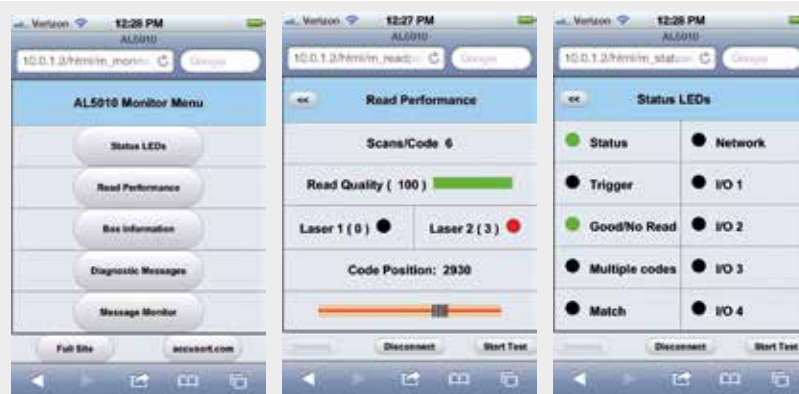 Verizon 12:28 PM
AL5010
10.0.1.2/html/m_monito Google
AL5010 Monitor Menu
Status LEDs
Read Performance
Box Information
Diagnostic Messages
Message Monitor
Full Site accusort.com
Verizon 12:27 PM
AL5010
10.0.1.2/html/m_readp Google
<< Read Performance
Scans/Code 6
Read Quality ( 100 )
Laser 1 ( 0 ) Laser 2 ( 3 )
Code Position: 2930
Disconnect Start Test
Verizon 12:28 PM
AL5010
10.0.1.2/html/m_status Google
<< Status LEDs
Status Network
Trigger I/O 1
Good/No Read I/O 2
Multiple codes I/O 3
Match I/O 4
Disconnect Start Test